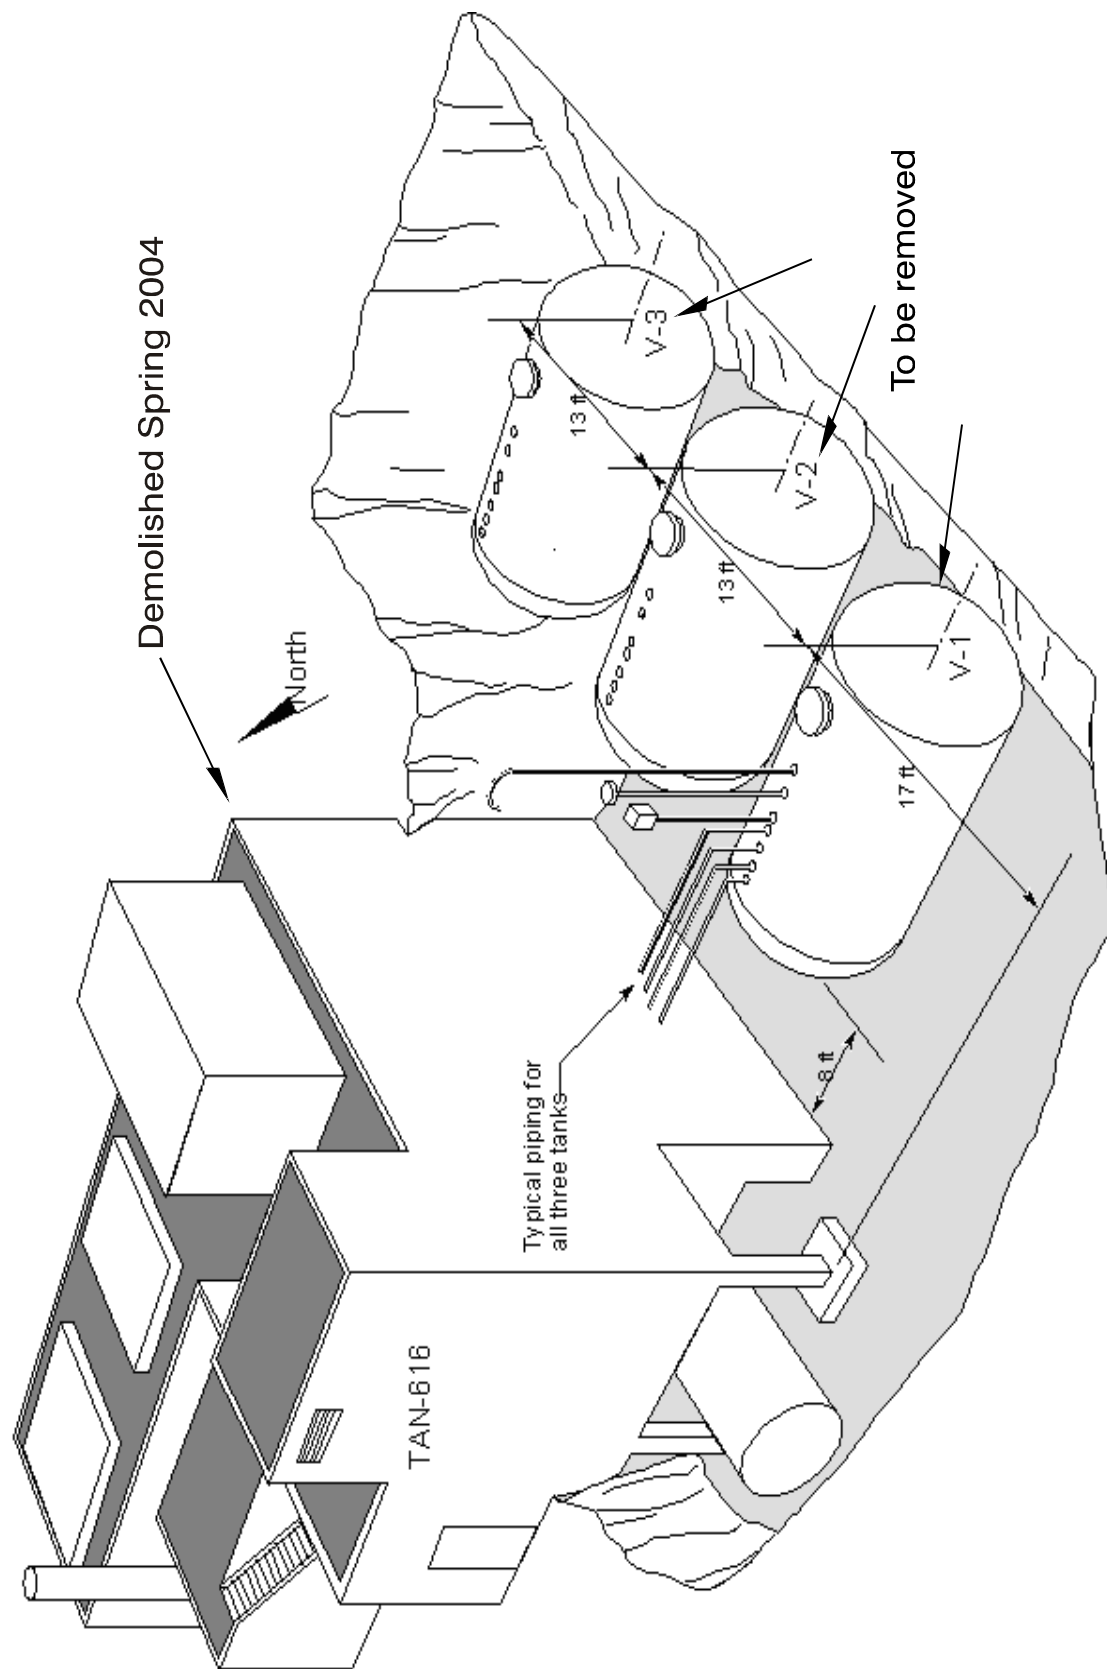 Demolished Spring 2004
North
V-3
13 ft
V-2
To be removed
13 ft
V-1
17 ft
Typical piping for
all three tanks
8 ft
TAN-616